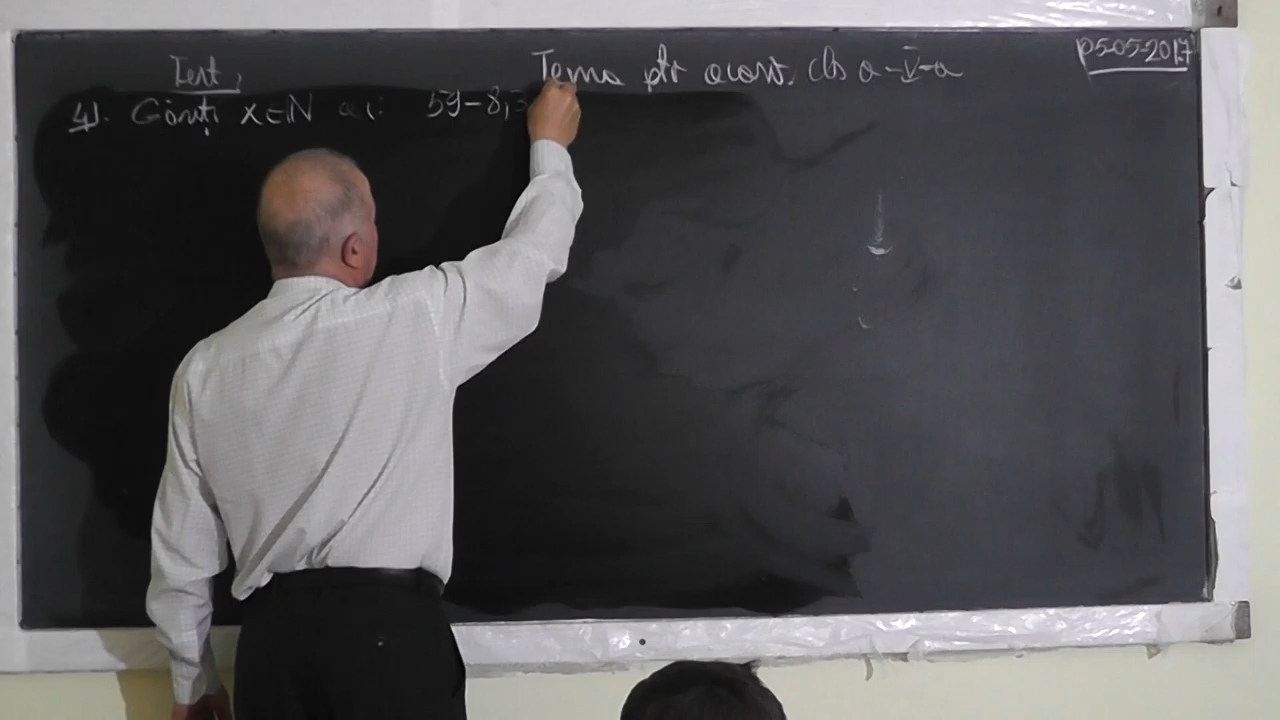 Test,
Tema ptr acasă. cls a-V-a
05-05-2017
4). Găsiți x∈N a.î: 59-8,3